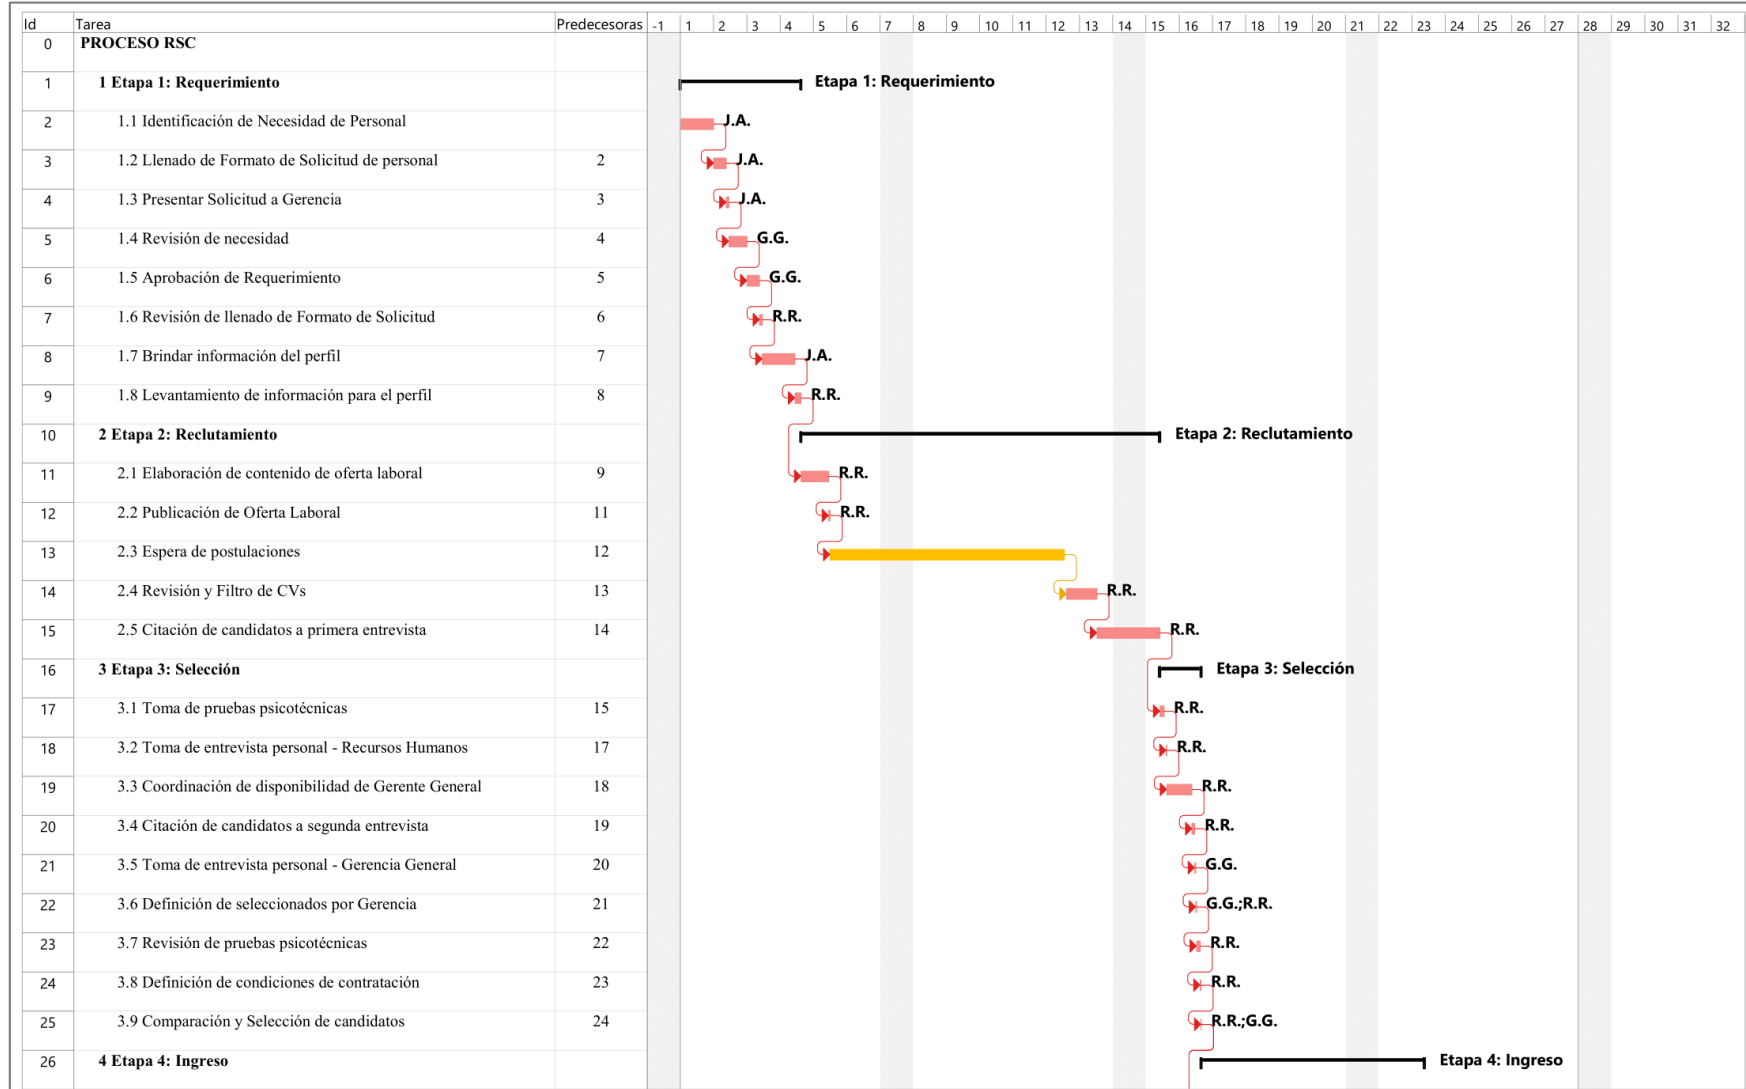 Id Tarea Predecesoras -1 1 2 3 4 5 6 7 8 9 10 11 12 13 14 15 16 17 18 19 20 21 22 23 24 25 26 27 28 29 30 31 32
0 PROCESO RSC
1 1 Etapa 1: Requerimiento Etapa 1: Requerimiento
2 1.1 Identificación de Necesidad de Personal J.A.
3 1.2 Llenado de Formato de Solicitud de personal 2 J.A.
4 1.3 Presentar Solicitud a Gerencia 3 J.A.
5 1.4 Revisión de necesidad 4 G.G.
6 1.5 Aprobación de Requerimiento 5 G.G.
7 1.6 Revisión de llenado de Formato de Solicitud 6 R.R.
8 1.7 Brindar información del perfil 7 J.A.
9 1.8 Levantamiento de información para el perfil 8 R.R.
10 2 Etapa 2: Reclutamiento Etapa 2: Reclutamiento
11 2.1 Elaboración de contenido de oferta laboral 9 R.R.
12 2.2 Publicación de Oferta Laboral 11 R.R.
13 2.3 Espera de postulaciones 12
14 2.4 Revisión y Filtro de CVs 13 R.R.
15 2.5 Citación de candidatos a primera entrevista 14 R.R.
16 3 Etapa 3: Selección Etapa 3: Selección
17 3.1 Toma de pruebas psicotécnicas 15 R.R.
18 3.2 Toma de entrevista personal - Recursos Humanos 17 R.R.
19 3.3 Coordinación de disponibilidad de Gerente General 18 R.R.
20 3.4 Citación de candidatos a segunda entrevista 19 R.R.
21 3.5 Toma de entrevista personal - Gerencia General 20 G.G.
22 3.6 Definición de seleccionados por Gerencia 21 G.G.;R.R.
23 3.7 Revisión de pruebas psicotécnicas 22 R.R.
24 3.8 Definición de condiciones de contratación 23 R.R.
25 3.9 Comparación y Selección de candidatos 24 R.R.;G.G.
26 4 Etapa 4: Ingreso Etapa 4: Ingreso